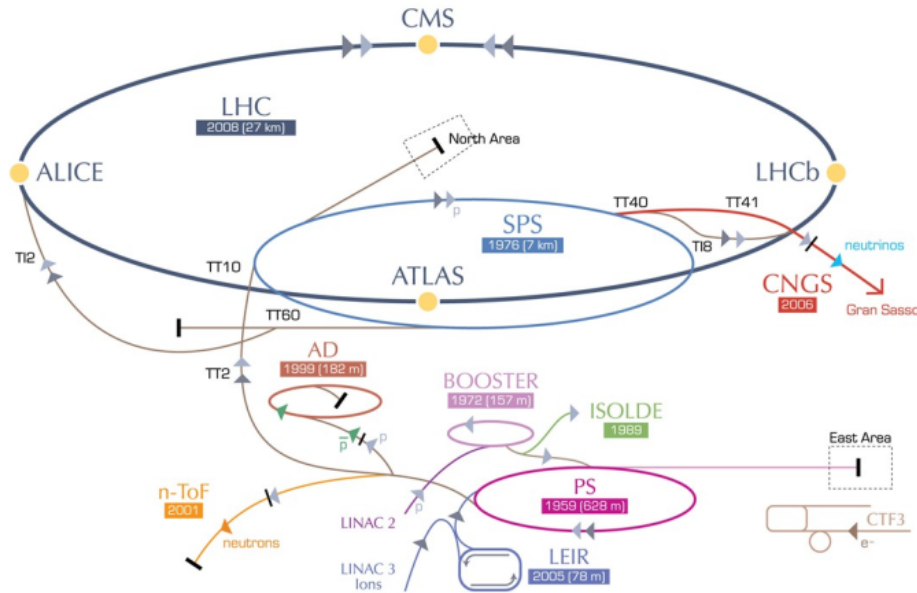 CMS
LHC
2008 (27 km)
North Area
ALICE
LHCb
TT40
TT41
SPS
1976 (7 km)
p
TI8
TI2
TT10
neutrinos
ATLAS
CNGS
2006
Gran Sasso
TT60
AD
1999 (182 m)
TT2
BOOSTER
1972 (157 m)
ISOLDE
1989
p
p̅
East Area
n-ToF
2001
PS
1959 (628 m)
LINAC 2
p
neutrons
CTF3
e-
LEIR
2005 (78 m)
LINAC 3
Ions